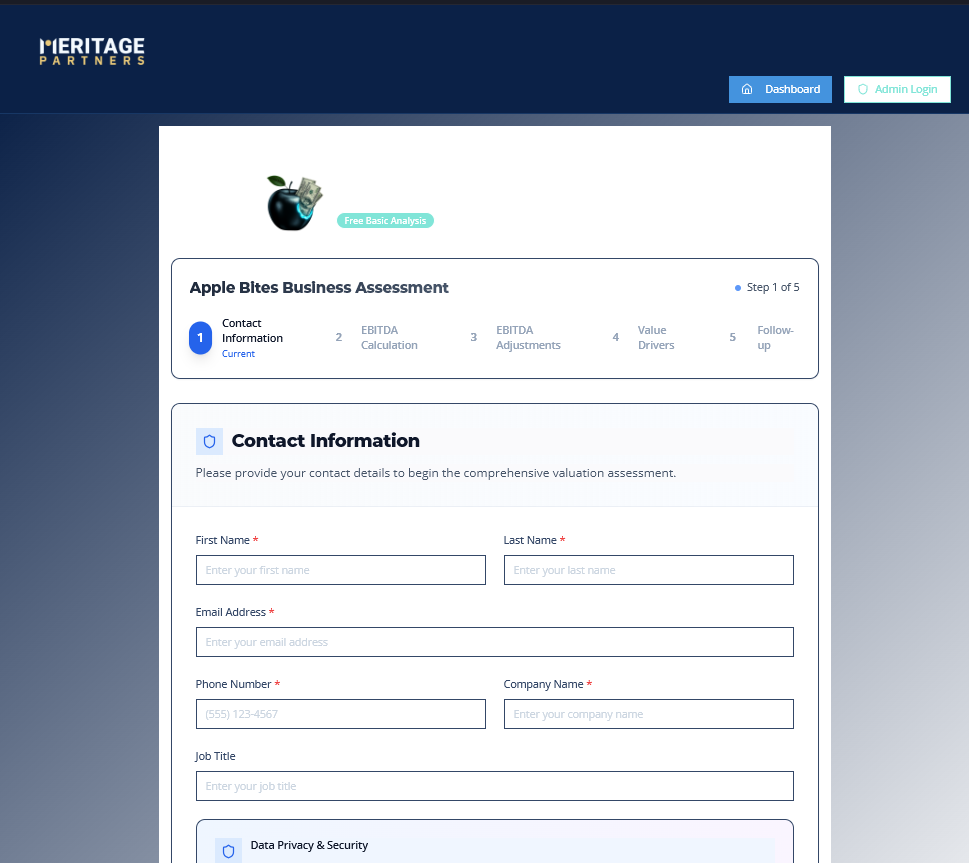 MERITAGE
PARTNERS
Dashboard
Admin Login
Free Basic Analysis
Apple Bites Business Assessment
Step 1 of 5
1
Contact
Information
Current
2
EBITDA
Calculation
3
EBITDA
Adjustments
4
Value
Drivers
5
Follow-
up
Contact Information
Please provide your contact details to begin the comprehensive valuation assessment.
First Name *
Last Name *
Enter your first name
Enter your last name
Email Address *
Enter your email address
Phone Number *
Company Name *
(555) 123-4567
Enter your company name
Job Title
Enter your job title
Data Privacy & Security